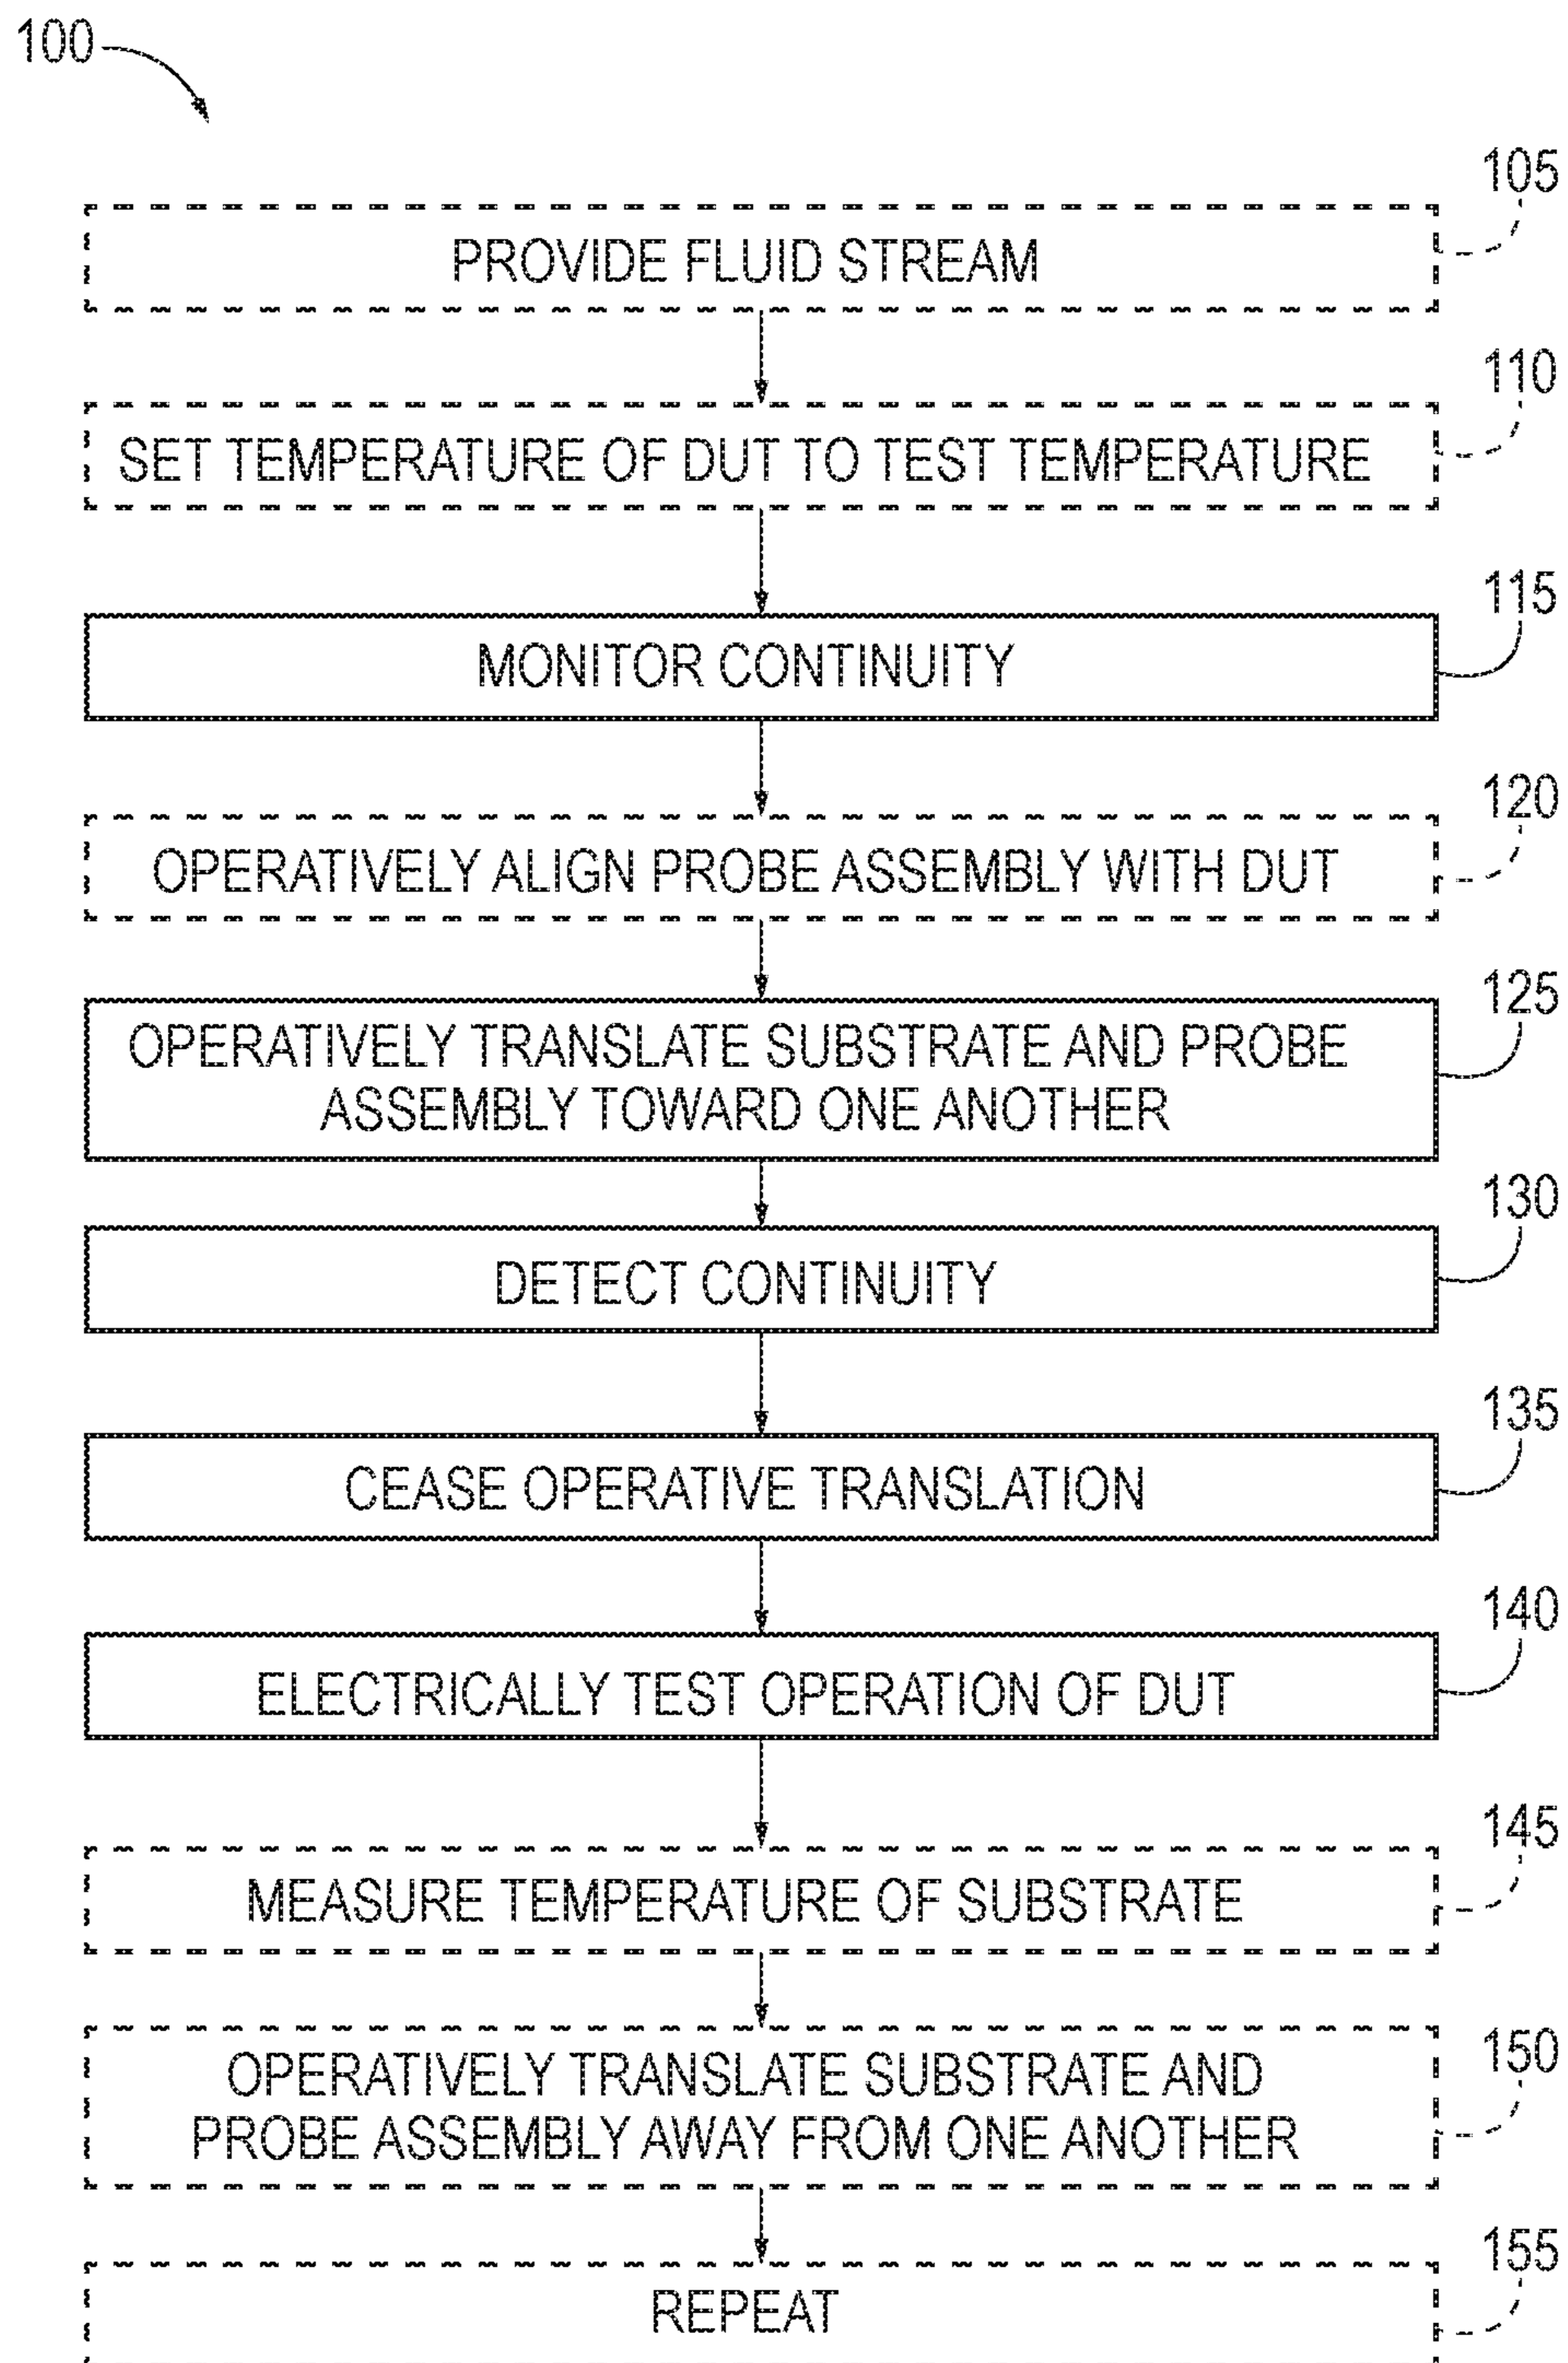 100
105
PROVIDE FLUID STREAM
110
SET TEMPERATURE OF DUT TO TEST TEMPERATURE
115
MONITOR CONTINUITY
120
OPERATIVELY ALIGN PROBE ASSEMBLY WITH DUT
125
OPERATIVELY TRANSLATE SUBSTRATE AND PROBE
ASSEMBLY TOWARD ONE ANOTHER
130
DETECT CONTINUITY
135
CEASE OPERATIVE TRANSLATION
140
ELECTRICALLY TEST OPERATION OF DUT
145
MEASURE TEMPERATURE OF SUBSTRATE
150
OPERATIVELY TRANSLATE SUBSTRATE AND
PROBE ASSEMBLY AWAY FROM ONE ANOTHER
155
REPEAT